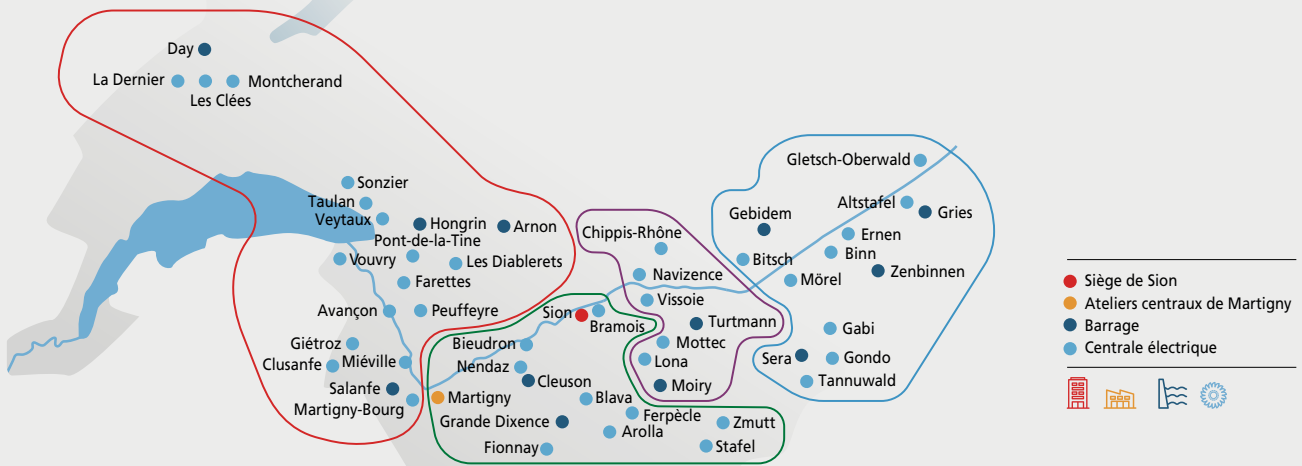 Day
La Dernier
Montcherand
Les Clées
Sonzier
Taulan
Veytaux
Hongrin
Arnon
Pont-de-la-Tine
Vouvry
Les Diablerets
Farettes
Avançon
Peuffeyre
Giétroz
Clusanfe
Miéville
Salanfe
Martigny-Bourg
Sion
Bramois
Bieudron
Nendaz
Cleuson
Martigny
Blava
Grande Dixence
Ferpècle
Arolla
Fionnay
Zmutt
Stafel
Chippis-Rhône
Navizence
Vissoie
Turtmann
Mottec
Lona
Moiry
Gletsch-Oberwald
Altstafel
Gries
Gebidem
Ernen
Binn
Bitsch
Zenbinnen
Mörel
Gabi
Sera
Gondo
Tannuwald
Siège de Sion
Ateliers centraux de Martigny
Barrage
Centrale électrique